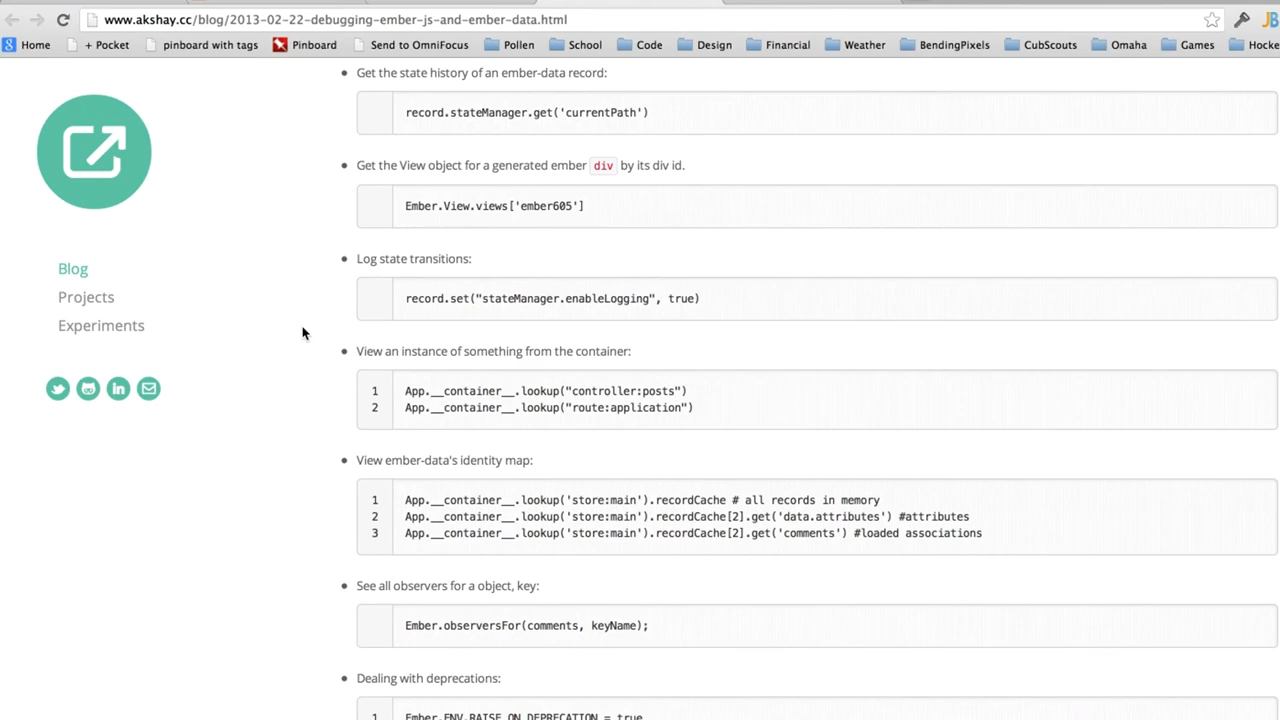 www.akshay.cc/blog/2013-02-22-debugging-ember-js-and-ember-data.html
Home + Pocket pinboard with tags Pinboard Send to OmniFocus Pollen School Code Design Financial Weather BendingPixels CubScouts Omaha Games Hocke
Get the state history of an ember-data record:
record.stateManager.get('currentPath')
Get the View object for a generated ember div by its div id.
Ember.View.views['ember605']
Blog
Projects
Experiments
Log state transitions:
record.set("stateManager.enableLogging", true)
View an instance of something from the container:
1 App.__container__.lookup("controller:posts")
2 App.__container__.lookup("route:application")
View ember-data's identity map:
1 App.__container__.lookup('store:main').recordCache # all records in memory
2 App.__container__.lookup('store:main').recordCache[2].get('data.attributes') #attributes
3 App.__container__.lookup('store:main').recordCache[2].get('comments') #loaded associations
See all observers for a object, key:
Ember.observersFor(comments, keyName);
Dealing with deprecations:
1 Ember.ENV.RAISE_ON_DEPRECATION = true